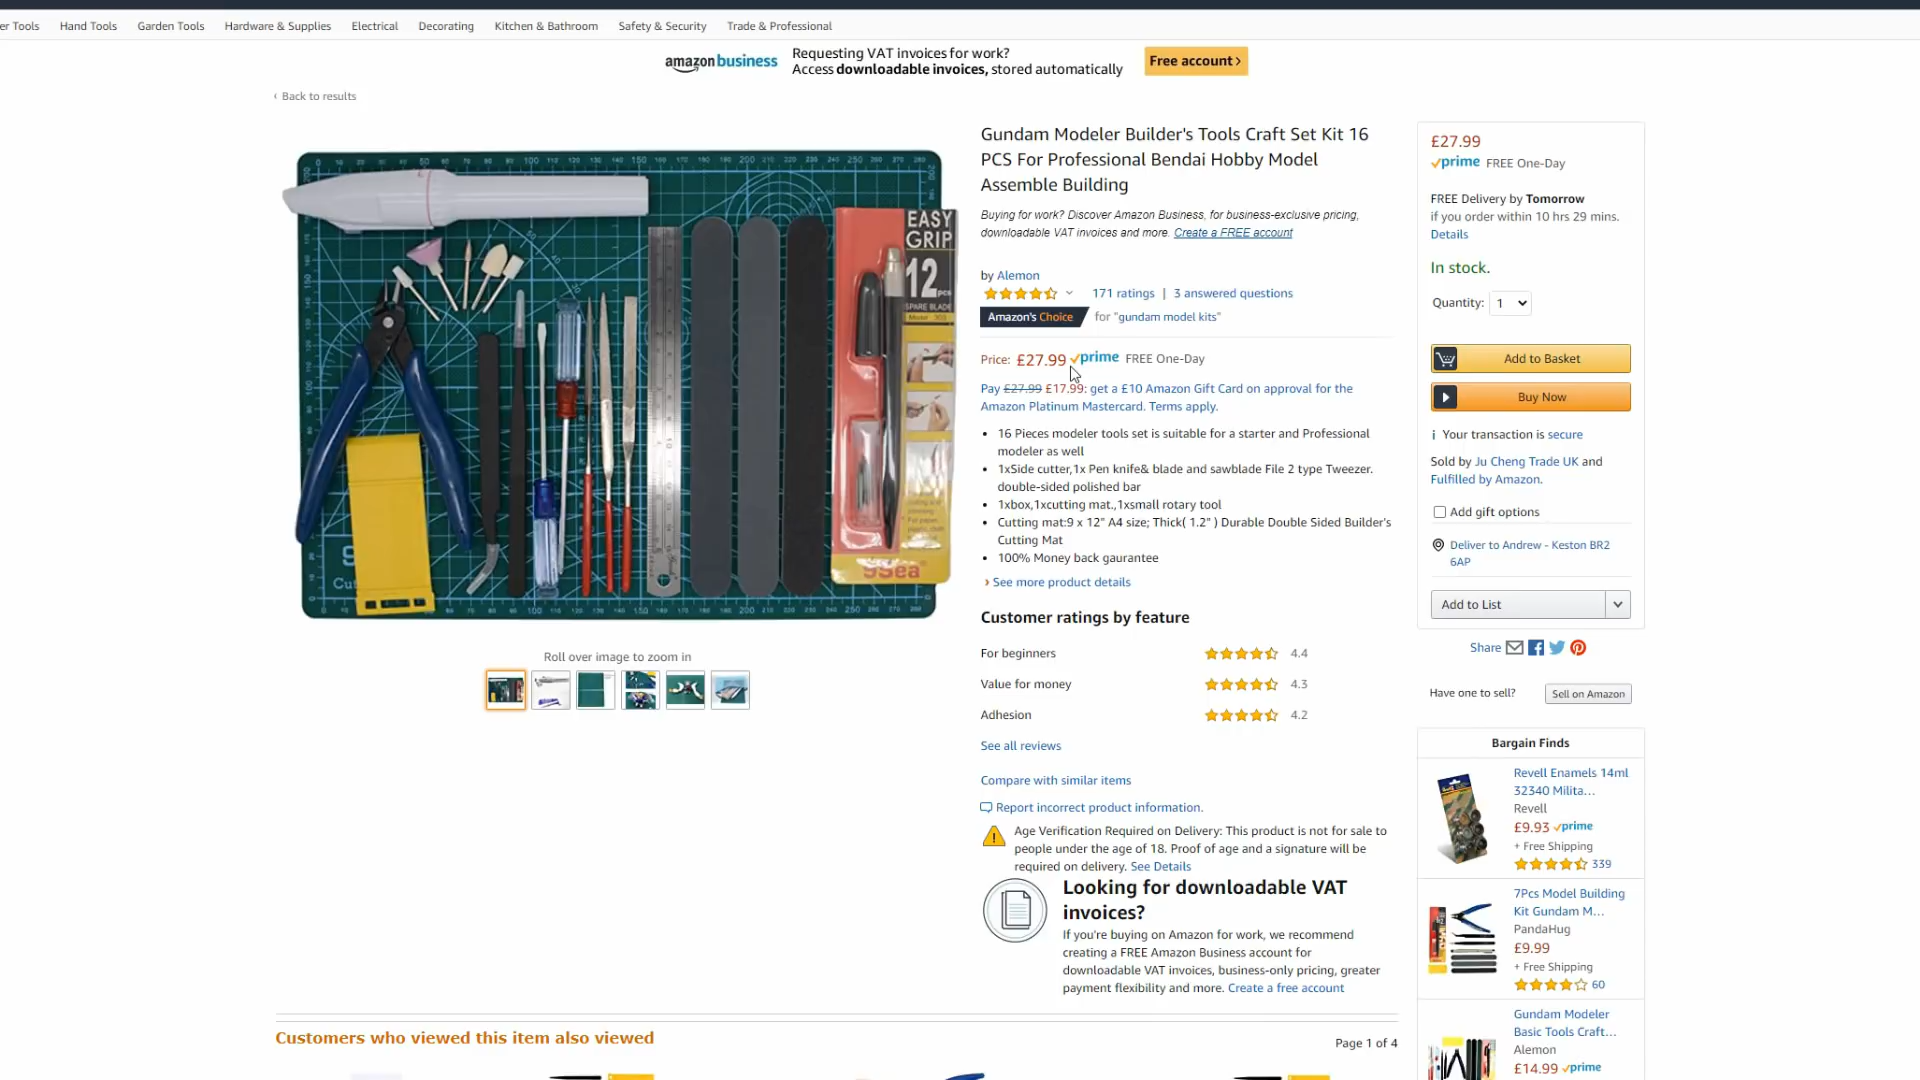 er Tools Hand Tools Garden Tools Hardware & Supplies Electrical Decorating Kitchen & Bathroom Safety & Security Trade & Professional
amazon business
Requesting VAT invoices for work?
Access downloadable invoices, stored automatically
Free account ›
‹ Back to results
EASY
GRIP
12 pcs
SPARE BLADE
9Sea
Roll over image to zoom in
Gundam Modeler Builder's Tools Craft Set Kit 16
PCS For Professional Bendai Hobby Model
Assemble Building
Buying for work? Discover Amazon Business, for business-exclusive pricing,
downloadable VAT invoices and more. Create a FREE account
by Alemon
171 ratings | 3 answered questions
Amazon's Choice for "gundam model kits"
Price: £27.99 prime FREE One-Day
Pay £27.99 £17.99: get a £10 Amazon Gift Card on approval for the
Amazon Platinum Mastercard. Terms apply.
• 16 Pieces modeler tools set is suitable for a starter and Professional
modeler as well
• 1xSide cutter,1x Pen knife& blade and sawblade File 2 type Tweezer.
double-sided polished bar
• 1xbox,1xcutting mat.,1xsmall rotary tool
• Cutting mat:9 x 12" A4 size; Thick( 1.2" ) Durable Double Sided Builder's
Cutting Mat
• 100% Money back gaurantee
› See more product details
Customer ratings by feature
For beginners 4.4
Value for money 4.3
Adhesion 4.2
See all reviews
Compare with similar items
Report incorrect product information.
Age Verification Required on Delivery: This product is not for sale to
people under the age of 18. Proof of age and a signature will be
required on delivery. See Details
Looking for downloadable VAT
invoices?
If you're buying on Amazon for work, we recommend
creating a FREE Amazon Business account for
downloadable VAT invoices, business-only pricing, greater
payment flexibility and more. Create a free account
£27.99
prime FREE One-Day
FREE Delivery by Tomorrow
if you order within 10 hrs 29 mins.
Details
In stock.
Quantity: 1
Add to Basket
Buy Now
Your transaction is secure
Sold by Ju Cheng Trade UK and
Fulfilled by Amazon.
Add gift options
Deliver to Andrew - Keston BR2
6AP
Add to List
Share
Have one to sell? Sell on Amazon
Bargain Finds
Revell Enamels 14ml
32340 Milita...
Revell
£9.93 prime
+ Free Shipping
339
7Pcs Model Building
Kit Gundam M...
PandaHug
£9.99
+ Free Shipping
60
Gundam Modeler
Basic Tools Craft...
Alemon
£14.99 prime
Customers who viewed this item also viewed
Page 1 of 4